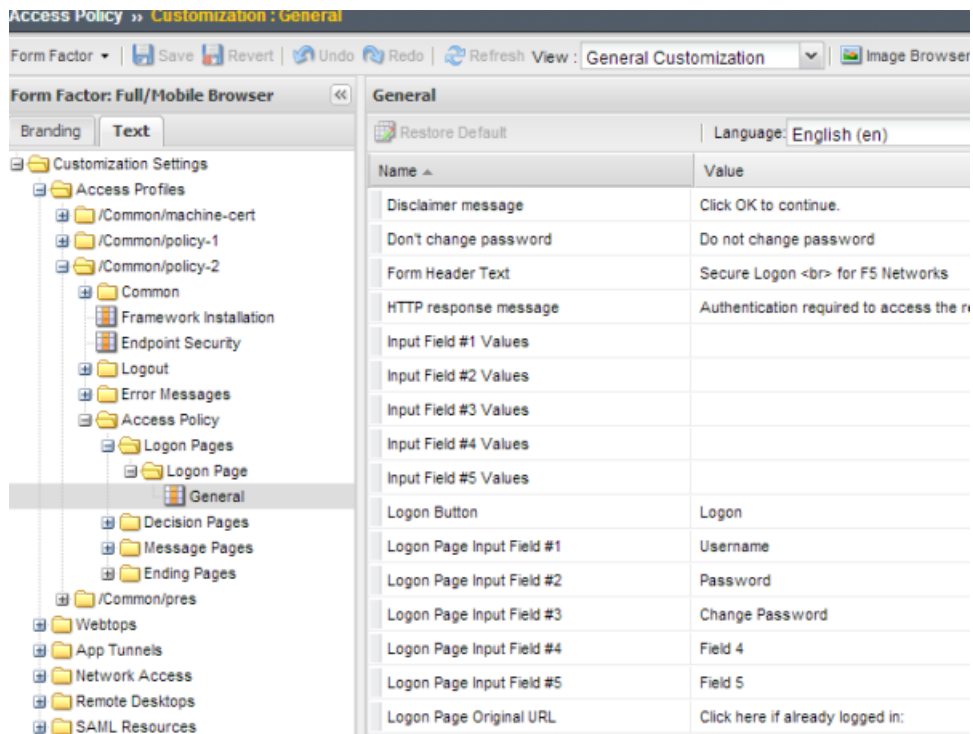 Access Policy ›› Customization : General
Form Factor Save Revert Undo Redo Refresh View : General Customization Image Browser
Form Factor: Full/Mobile Browser
Branding Text
Customization Settings
Access Profiles
/Common/machine-cert
/Common/policy-1
/Common/policy-2
Common
Framework Installation
Endpoint Security
Logout
Error Messages
Access Policy
Logon Pages
Logon Page
General
Decision Pages
Message Pages
Ending Pages
/Common/pres
Webtops
App Tunnels
Network Access
Remote Desktops
SAML Resources
General
Restore Default Language: English (en)
Name Value
Disclaimer message Click OK to continue.
Don't change password Do not change password
Form Header Text Secure Logon <br> for F5 Networks
HTTP response message Authentication required to access the r
Input Field #1 Values
Input Field #2 Values
Input Field #3 Values
Input Field #4 Values
Input Field #5 Values
Logon Button Logon
Logon Page Input Field #1 Username
Logon Page Input Field #2 Password
Logon Page Input Field #3 Change Password
Logon Page Input Field #4 Field 4
Logon Page Input Field #5 Field 5
Logon Page Original URL Click here if already logged in: